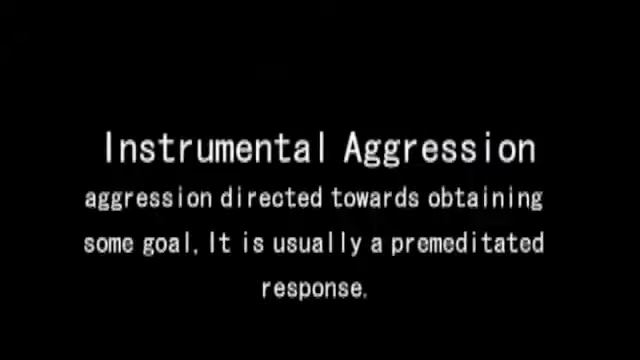 Instrumental Aggression
aggression directed towards obtaining
some goal. It is usually a premeditated
response.